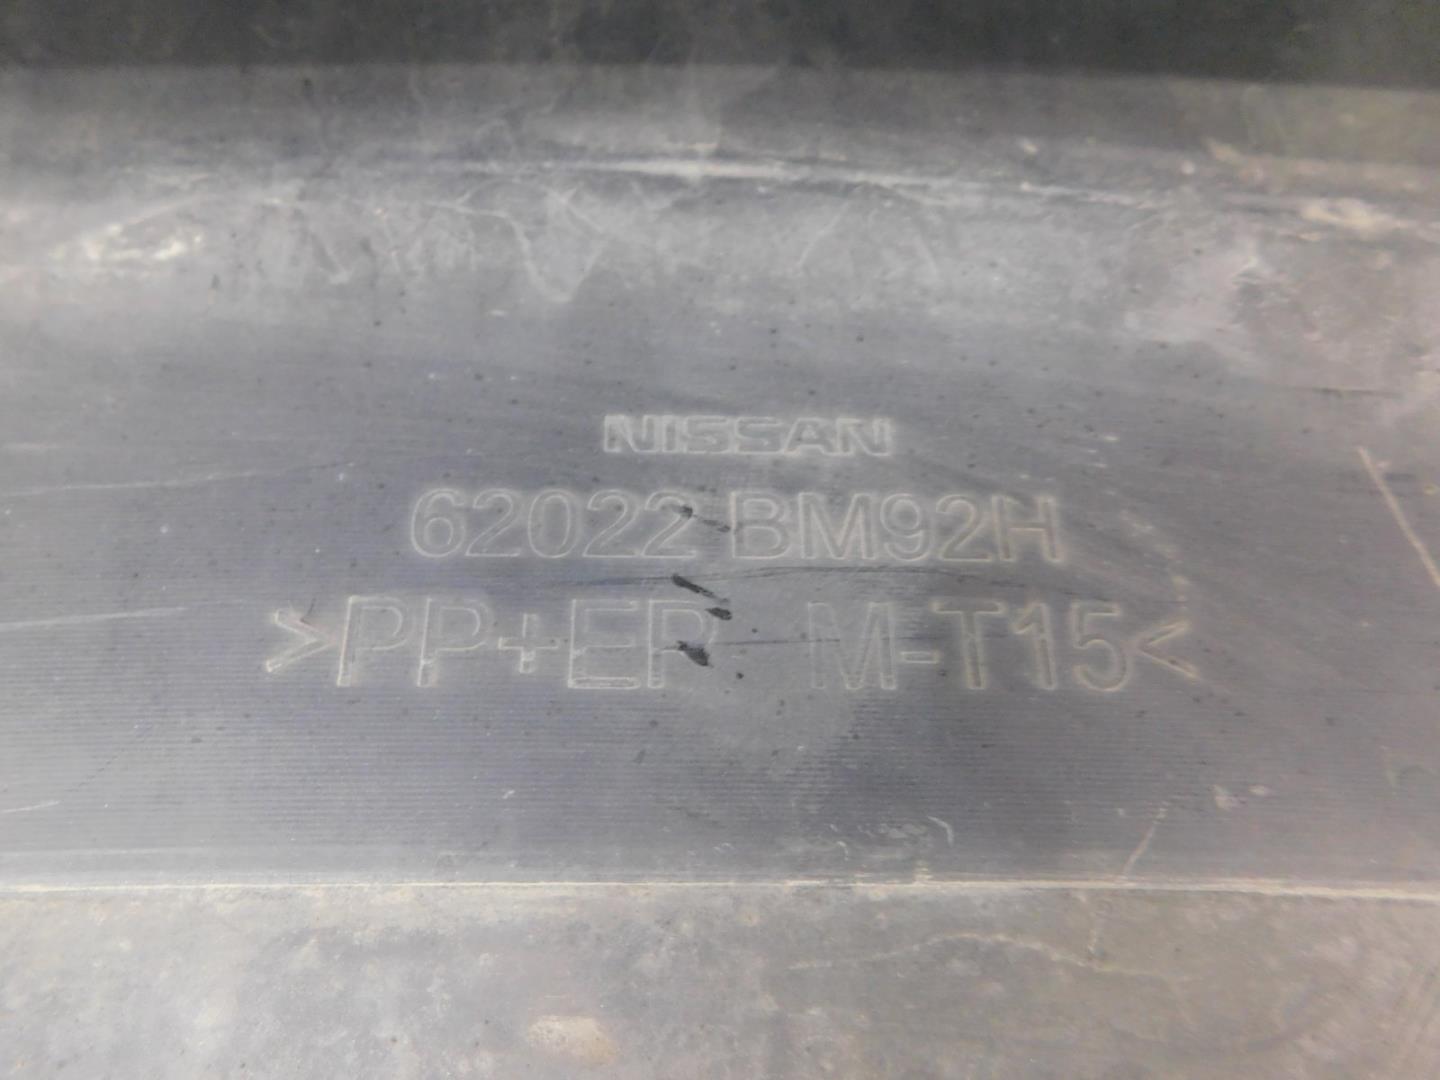 NISSAN
62022 BM92H
>PP+EP M-T15<